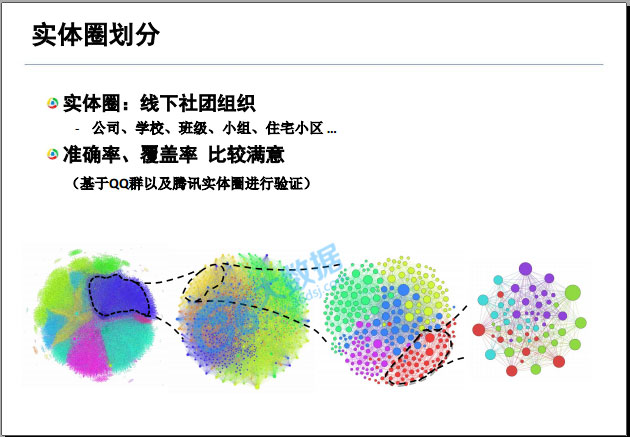 实体圈划分
实体圈：线下社团组织
- 公司、学校、班级、小组、住宅小区 ...
准确率、覆盖率 比较满意
（基于QQ群以及腾讯实体圈进行验证）
数据